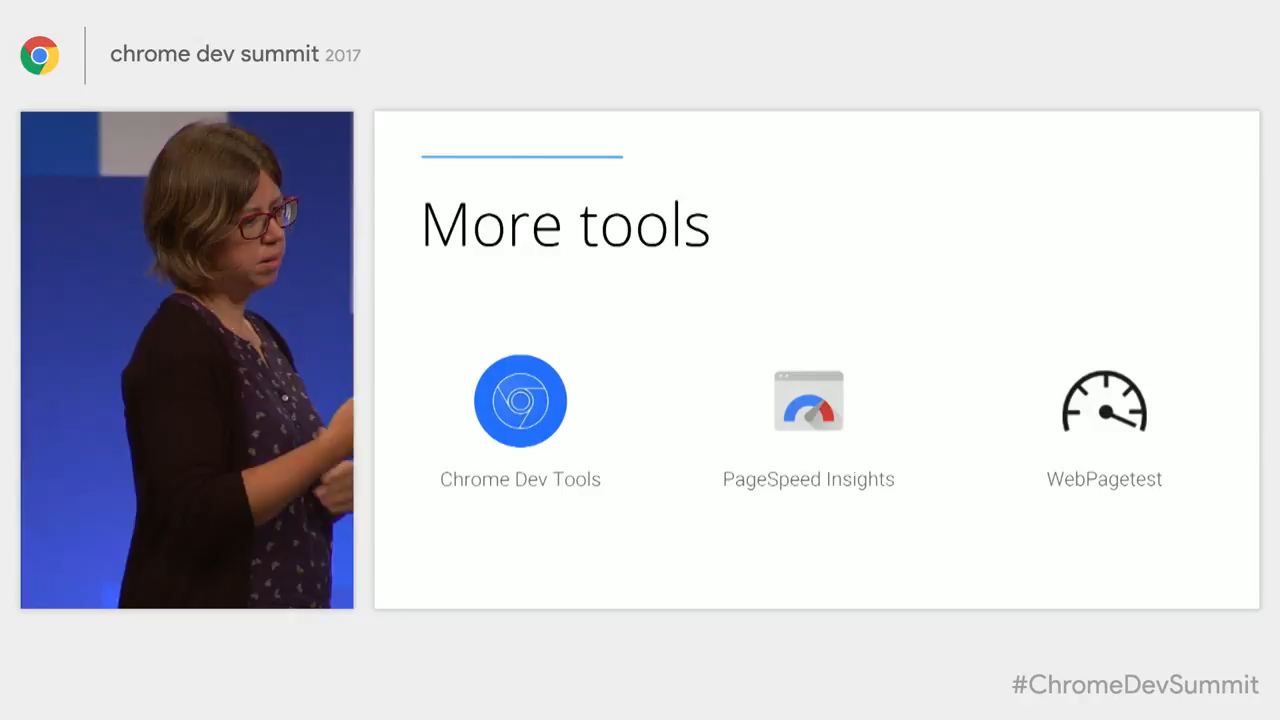 chrome dev summit 2017
More tools
Chrome Dev Tools
PageSpeed Insights
WebPagetest
#ChromeDevSummit